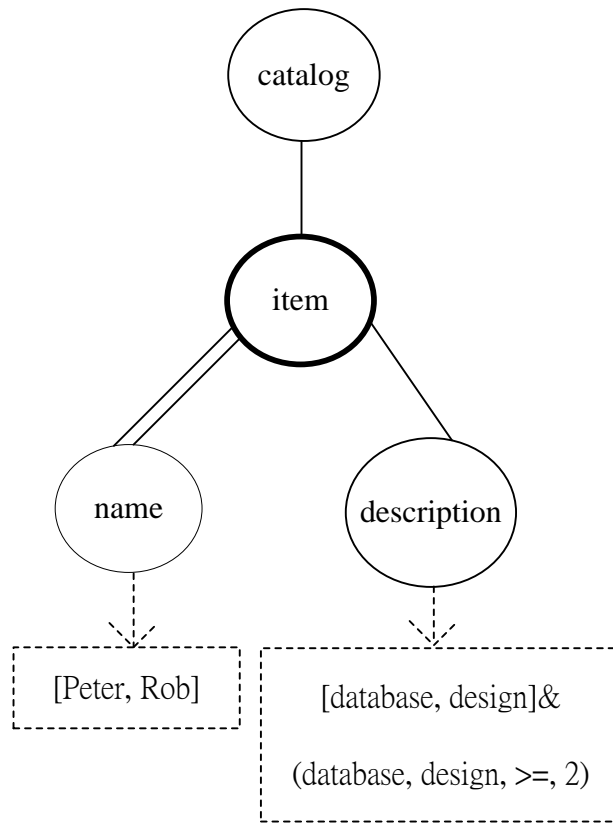 catalog
item
name
description
[Peter, Rob]
[database, design]&
(database, design, >=, 2)